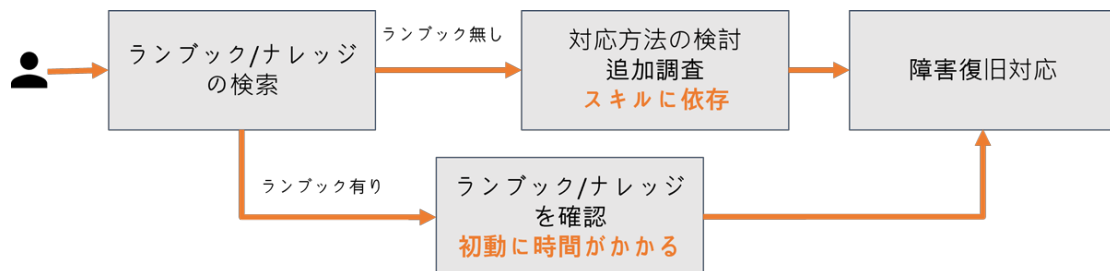 ランブック/ナレッジ
の検索
ランブック無し
対応方法の検討
追加調査
スキルに依存
障害復旧対応
ランブック有り
ランブック/ナレッジ
を確認
初動に時間がかかる